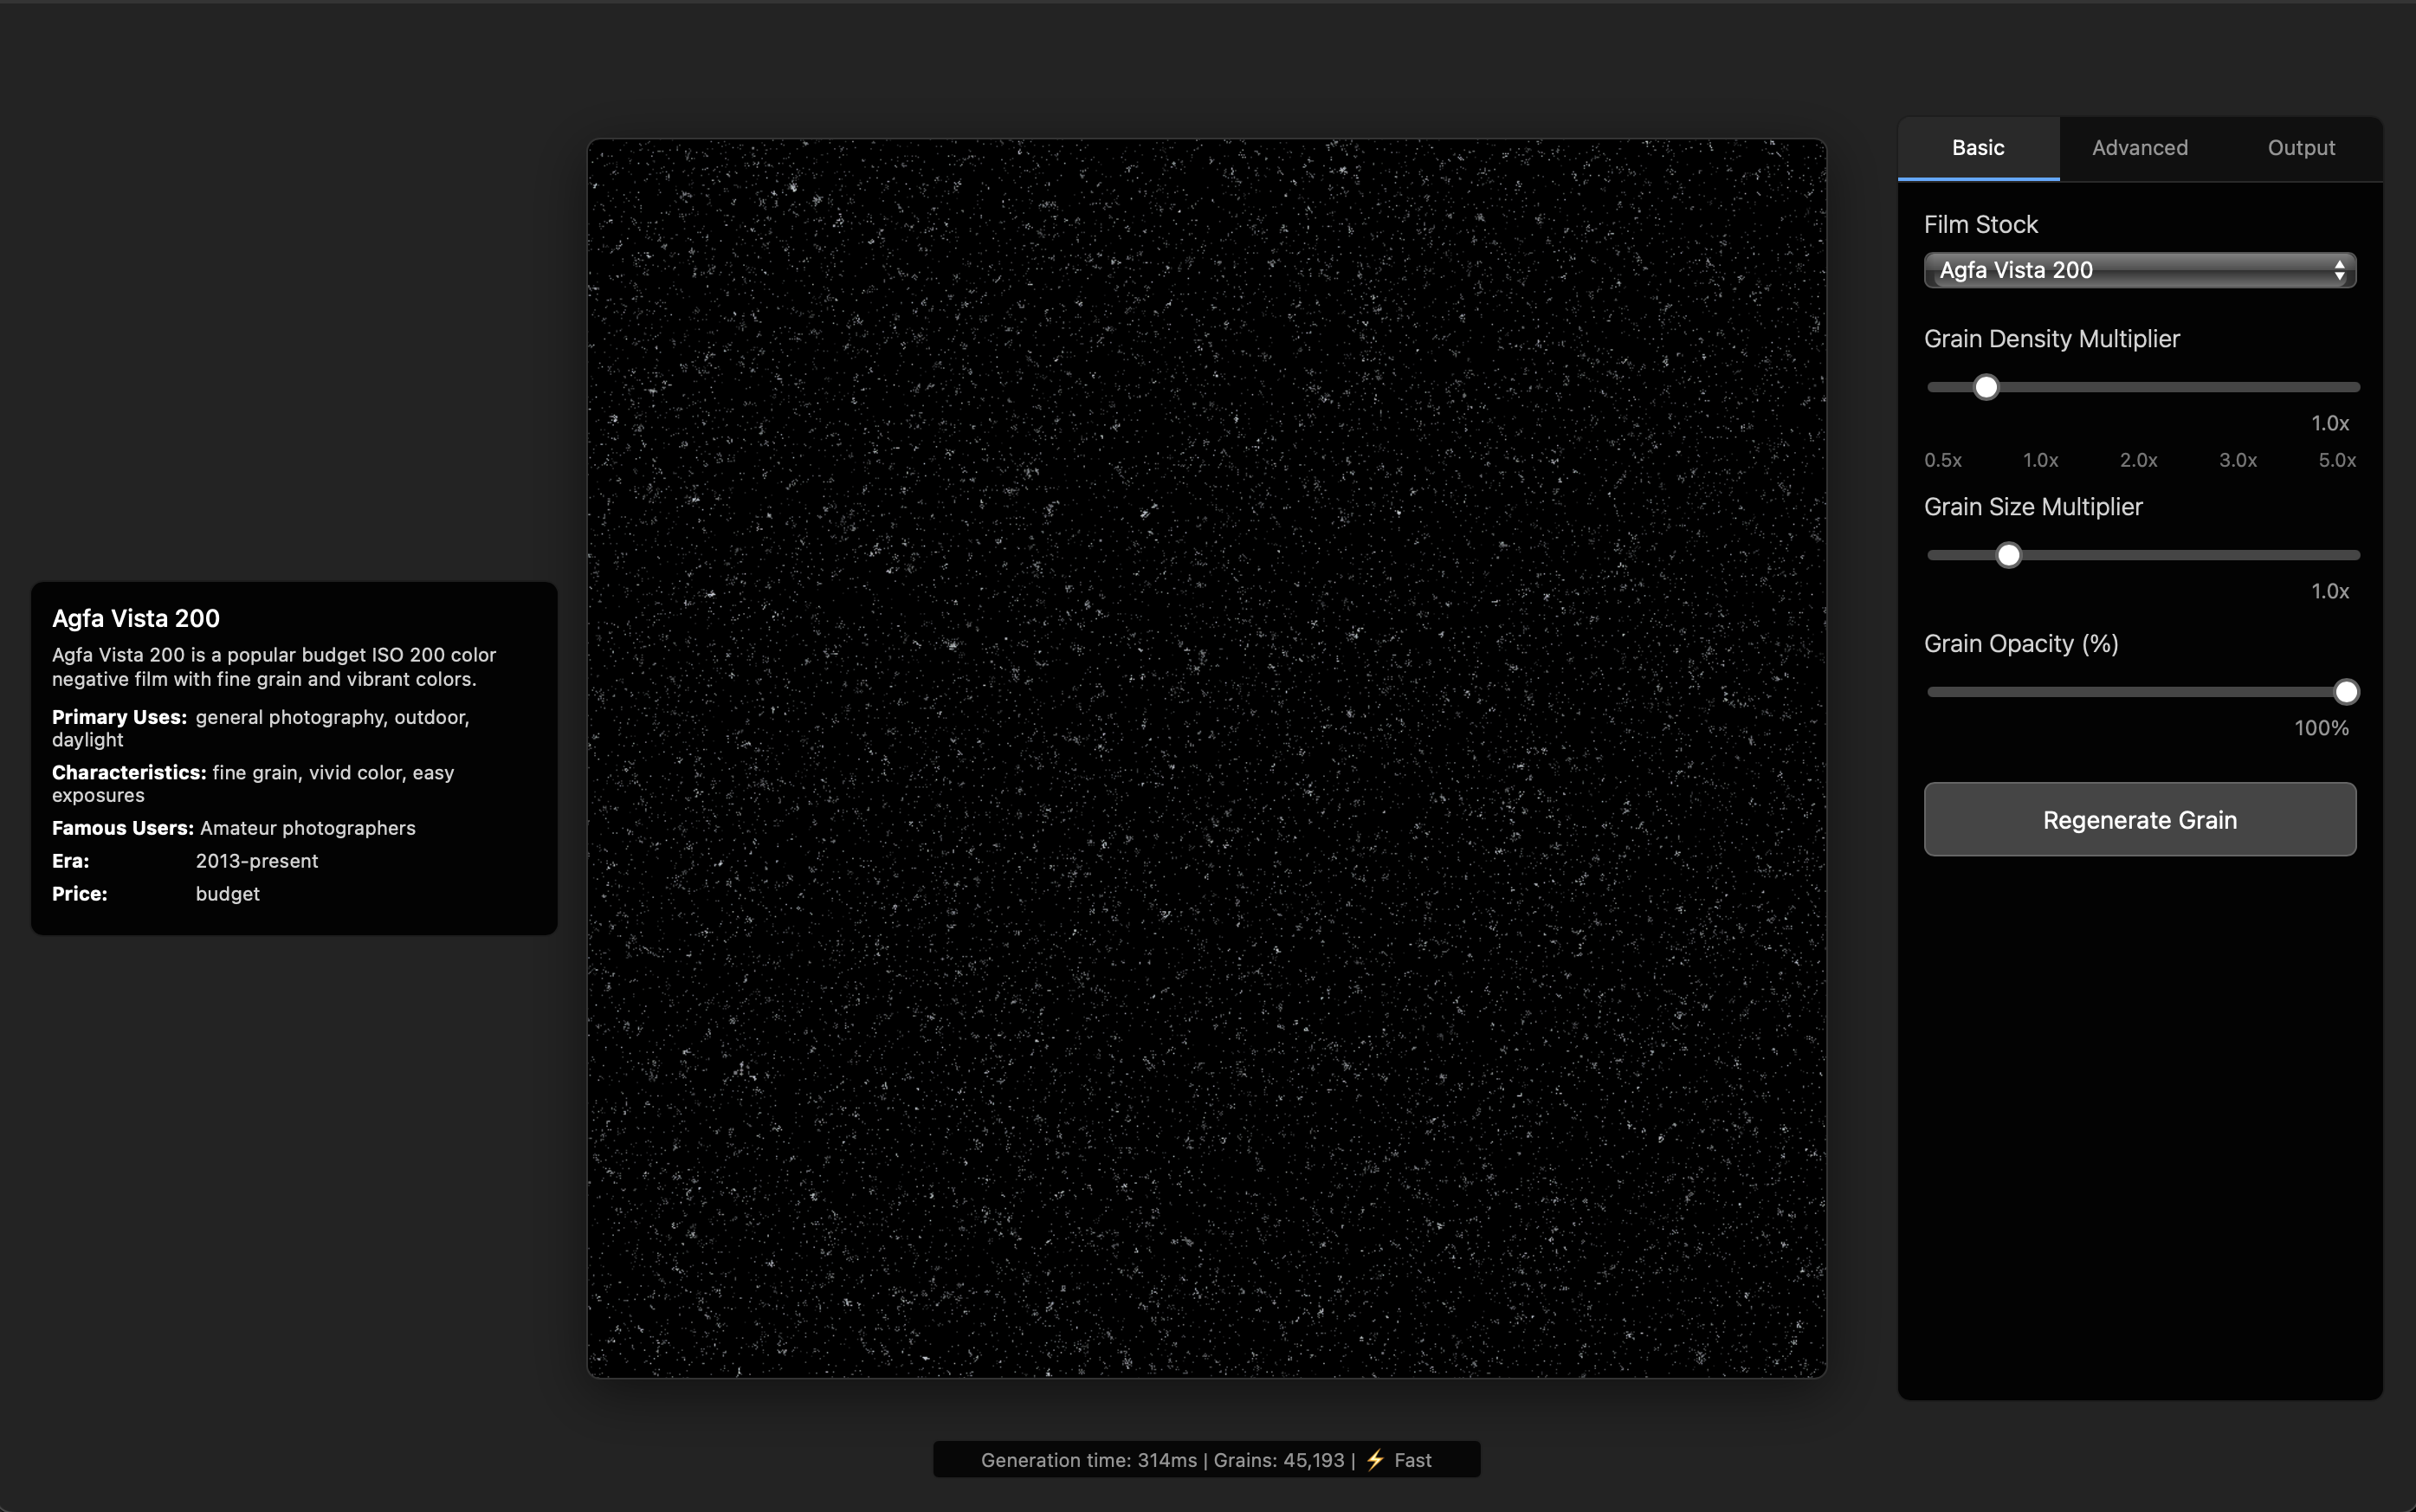 Agfa Vista 200
Agfa Vista 200 is a popular budget ISO 200 color
negative film with fine grain and vibrant colors.
Primary Uses: general photography, outdoor,
daylight
Characteristics: fine grain, vivid color, easy
exposures
Famous Users: Amateur photographers
Era: 2013-present
Price: budget
Basic Advanced Output
Film Stock
Agfa Vista 200
Grain Density Multiplier
1.0x
0.5x 1.0x 2.0x 3.0x 5.0x
Grain Size Multiplier
1.0x
Grain Opacity (%)
100%
Regenerate Grain
Generation time: 314ms | Grains: 45,193 | ⚡ Fast